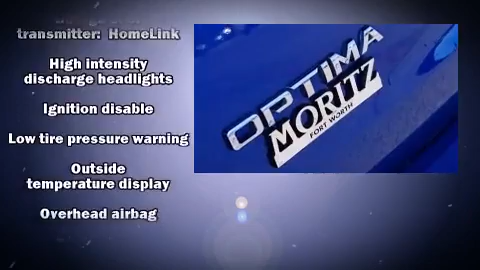 transmitter: HomeLink
High intensity
discharge headlights
Ignition disable
Low tire pressure warning
Outside
temperature display
Overhead airbag
OPTIMA
MORITZ
FORT WORTH